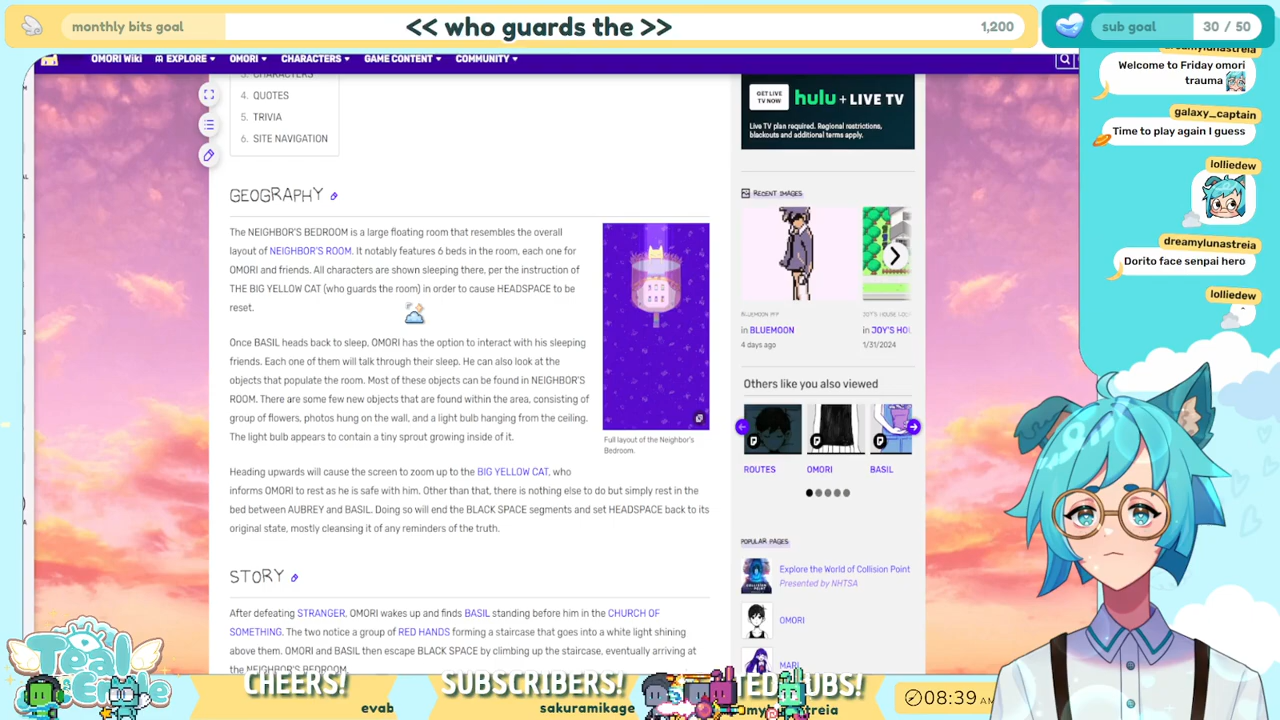 monthly bits goal
<< who guards the >>
1,200
sub goal
30 / 50
OMORI Wiki
EXPLORE
OMORI
CHARACTERS
GAME CONTENT
COMMUNITY
3. CHARACTERS
4. QUOTES
5. TRIVIA
6. SITE NAVIGATION
GEOGRAPHY
The NEIGHBOR'S BEDROOM is a large floating room that resembles the overall
layout of NEIGHBOR'S ROOM. It notably features 6 beds in the room, each one for
OMORI and friends. All characters are shown sleeping there, per the instruction of
THE BIG YELLOW CAT (who guards the room) in order to cause HEADSPACE to be
reset.
Once BASIL heads back to sleep, OMORI has the option to interact with his sleeping
friends. Each one of them will talk through their sleep. He can also look at the
objects that populate the room. Most of these objects can be found in NEIGHBOR'S
ROOM. There are some few new objects that are found within the area, consisting of
group of flowers, photos hung on the wall, and a light bulb hanging from the ceiling.
The light bulb appears to contain a tiny sprout growing inside of it.
Full layout of the Neighbor's
Bedroom.
Heading upwards will cause the screen to zoom up to the BIG YELLOW CAT, who
informs OMORI to rest as he is safe with him. Other than that, there is nothing else to do but simply rest in the
bed between AUBREY and BASIL. Doing so will end the BLACK SPACE segments and set HEADSPACE back to its
original state, mostly cleansing it of any reminders of the truth.
STORY
After defeating STRANGER, OMORI wakes up and finds BASIL standing before him in the CHURCH OF
SOMETHING. The two notice a group of RED HANDS forming a staircase that goes into a white light shining
above them. OMORI and BASIL then escape BLACK SPACE by climbing up the staircase, eventually arriving at
the NEIGHBOR'S BEDROOM.
GET LIVE
TV NOW
hulu + LIVE TV
Live TV plan required. Regional restrictions,
blackouts and additional terms apply.
RECENT IMAGES
BLUEMOON PFP
in BLUEMOON
4 days ago
in JOY'S HOU
1/31/2024
Others like you also viewed
ROUTES
OMORI
BASIL
POPULAR PAGES
Explore the World of Collision Point
Presented by NHTSA
OMORI
MARI
dreamylunastreia
Welcome to Friday omori
trauma
galaxy_captain
Time to play again I guess
lolliedew
dreamylunastreia
Dorito face senpai hero
lolliedew
Teal
Circle
CHEERS!
evab
SUBSCRIBERS!
sakuramikage
08:39 AM